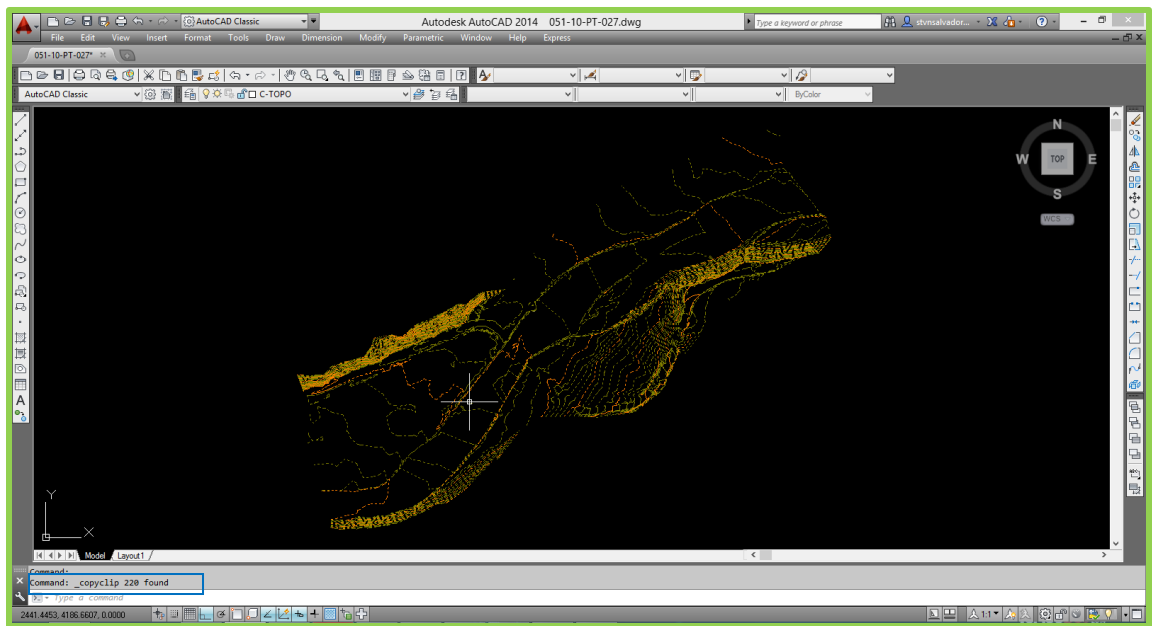 AutoCAD Classic
Autodesk AutoCAD 2014 051-10-PT-027.dwg
Type a keyword or phrase
stvnsalvador...
File Edit View Insert Format Tools Draw Dimension Modify Parametric Window Help Express
051-10-PT-027*
AutoCAD Classic
C-TOPO
ByColor
N
W TOP E
S
WCS
A
Y
X
Model Layout1
Command:
Command: _copyclip 220 found
Type a command
2441.4453, 4186.6607, 0.0000
1:1